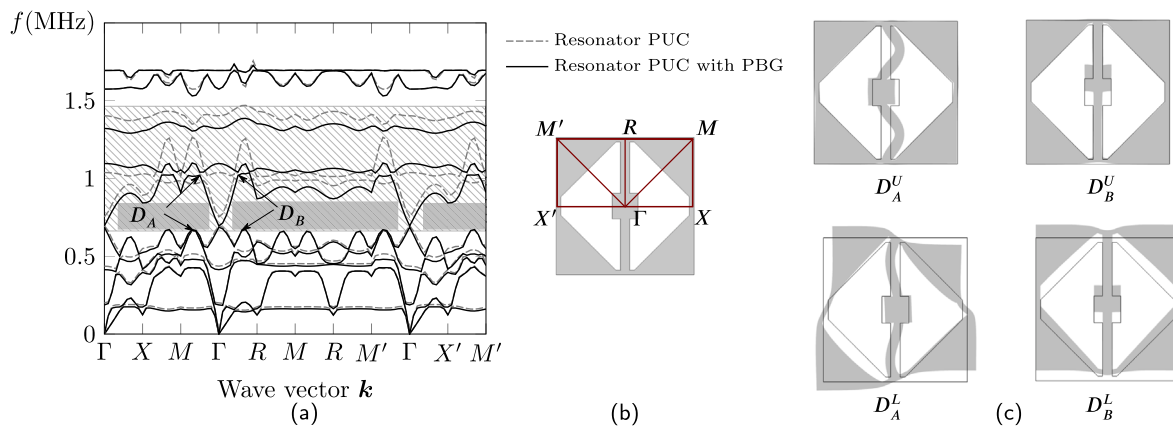 f(MHz)
1.5
1
0.5
0
D_A
D_B
Γ X M Γ R M R M′ Γ X′ M′
Wave vector k
(a)
Resonator PUC
Resonator PUC with PBG
M′ R M
X′ Γ X
(b)
D_A^U D_B^U
D_A^L D_B^L
(c)